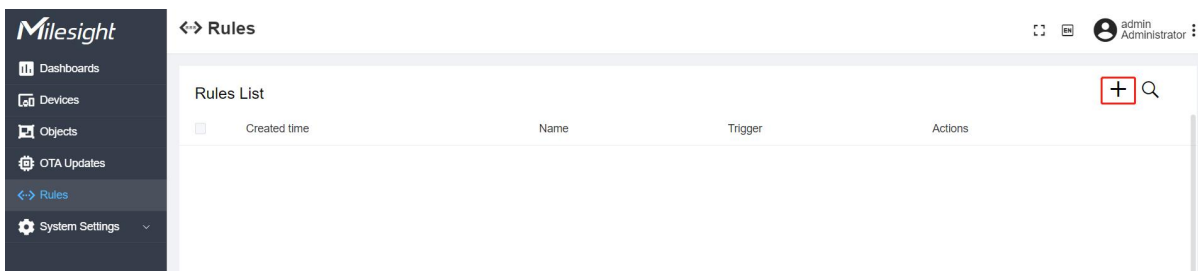 Milesight
Rules
EN
admin
Administrator
Dashboards
Devices
Objects
OTA Updates
Rules
System Settings
Rules List
Created time Name Trigger Actions